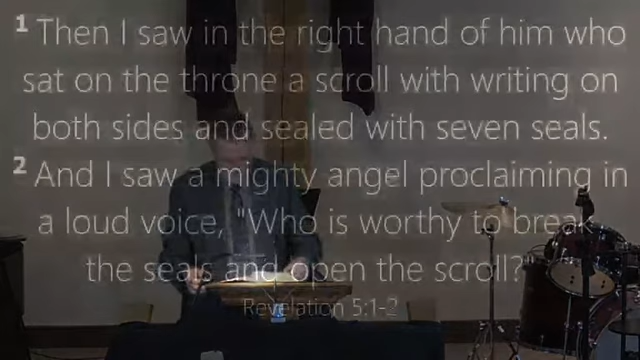 1 Then I saw in the right hand of him who
sat on the throne a scroll with writing on
both sides and sealed with seven seals.
2 And I saw a mighty angel proclaiming in
a loud voice, "Who is worthy to break
the seals and open the scroll?
Revelation 5:1-2